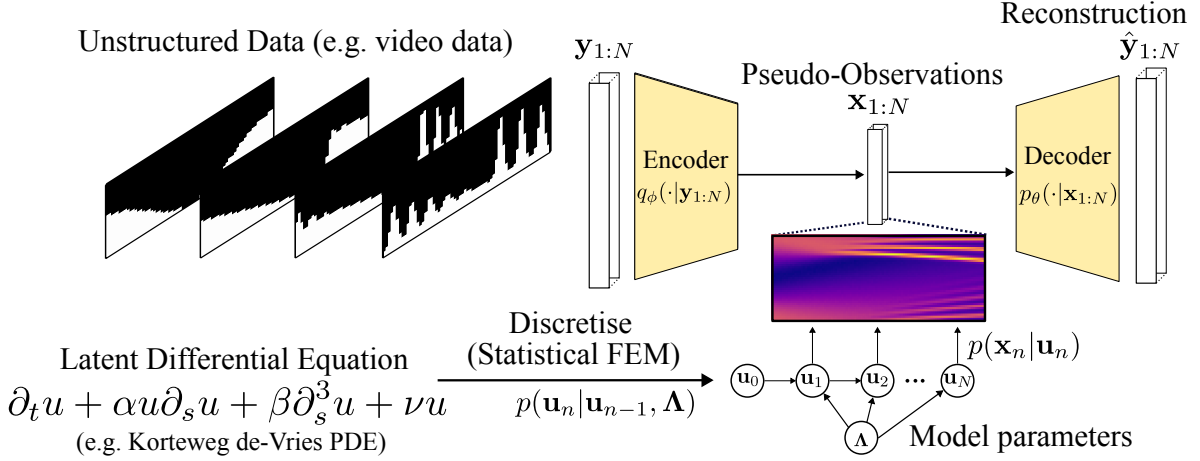 Unstructured Data (e.g. video data)
𝐲₁:N
Pseudo-Observations
𝐱₁:N
Reconstruction
ŷ₁:N
Encoder
qϕ(·|𝐲₁:N)
Decoder
pθ(·|𝐱₁:N)
Latent Differential Equation
∂ₜu + αu∂ₛu + β∂ₛ³u + νu
(e.g. Korteweg de-Vries PDE)
Discretise
(Statistical FEM)
p(𝐮ₙ|𝐮ₙ₋₁, Λ)
𝐮₀
𝐮₁
𝐮₂
...
𝐮N
p(𝐱ₙ|𝐮ₙ)
Λ
Model parameters